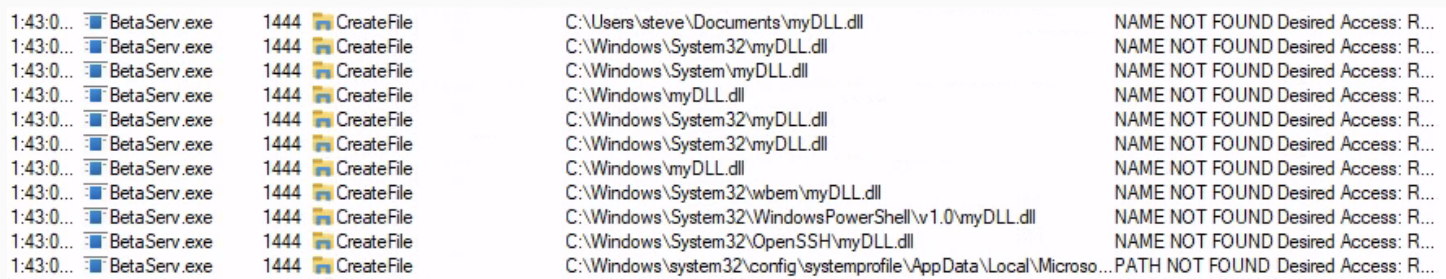 1:43:0... BetaServ.exe 1444 CreateFile C:\Users\steve\Documents\myDLL.dll NAME NOT FOUND Desired Access: R...
1:43:0... BetaServ.exe 1444 CreateFile C:\Windows\System32\myDLL.dll NAME NOT FOUND Desired Access: R...
1:43:0... BetaServ.exe 1444 CreateFile C:\Windows\System\myDLL.dll NAME NOT FOUND Desired Access: R...
1:43:0... BetaServ.exe 1444 CreateFile C:\Windows\myDLL.dll NAME NOT FOUND Desired Access: R...
1:43:0... BetaServ.exe 1444 CreateFile C:\Windows\System32\myDLL.dll NAME NOT FOUND Desired Access: R...
1:43:0... BetaServ.exe 1444 CreateFile C:\Windows\System32\myDLL.dll NAME NOT FOUND Desired Access: R...
1:43:0... BetaServ.exe 1444 CreateFile C:\Windows\myDLL.dll NAME NOT FOUND Desired Access: R...
1:43:0... BetaServ.exe 1444 CreateFile C:\Windows\System32\wbem\myDLL.dll NAME NOT FOUND Desired Access: R...
1:43:0... BetaServ.exe 1444 CreateFile C:\Windows\System32\WindowsPowerShell\v1.0\myDLL.dll NAME NOT FOUND Desired Access: R...
1:43:0... BetaServ.exe 1444 CreateFile C:\Windows\System32\OpenSSH\myDLL.dll NAME NOT FOUND Desired Access: R...
1:43:0... BetaServ.exe 1444 CreateFile C:\Windows\system32\config\systemprofile\AppData\Local\Microso... PATH NOT FOUND Desired Access: R...